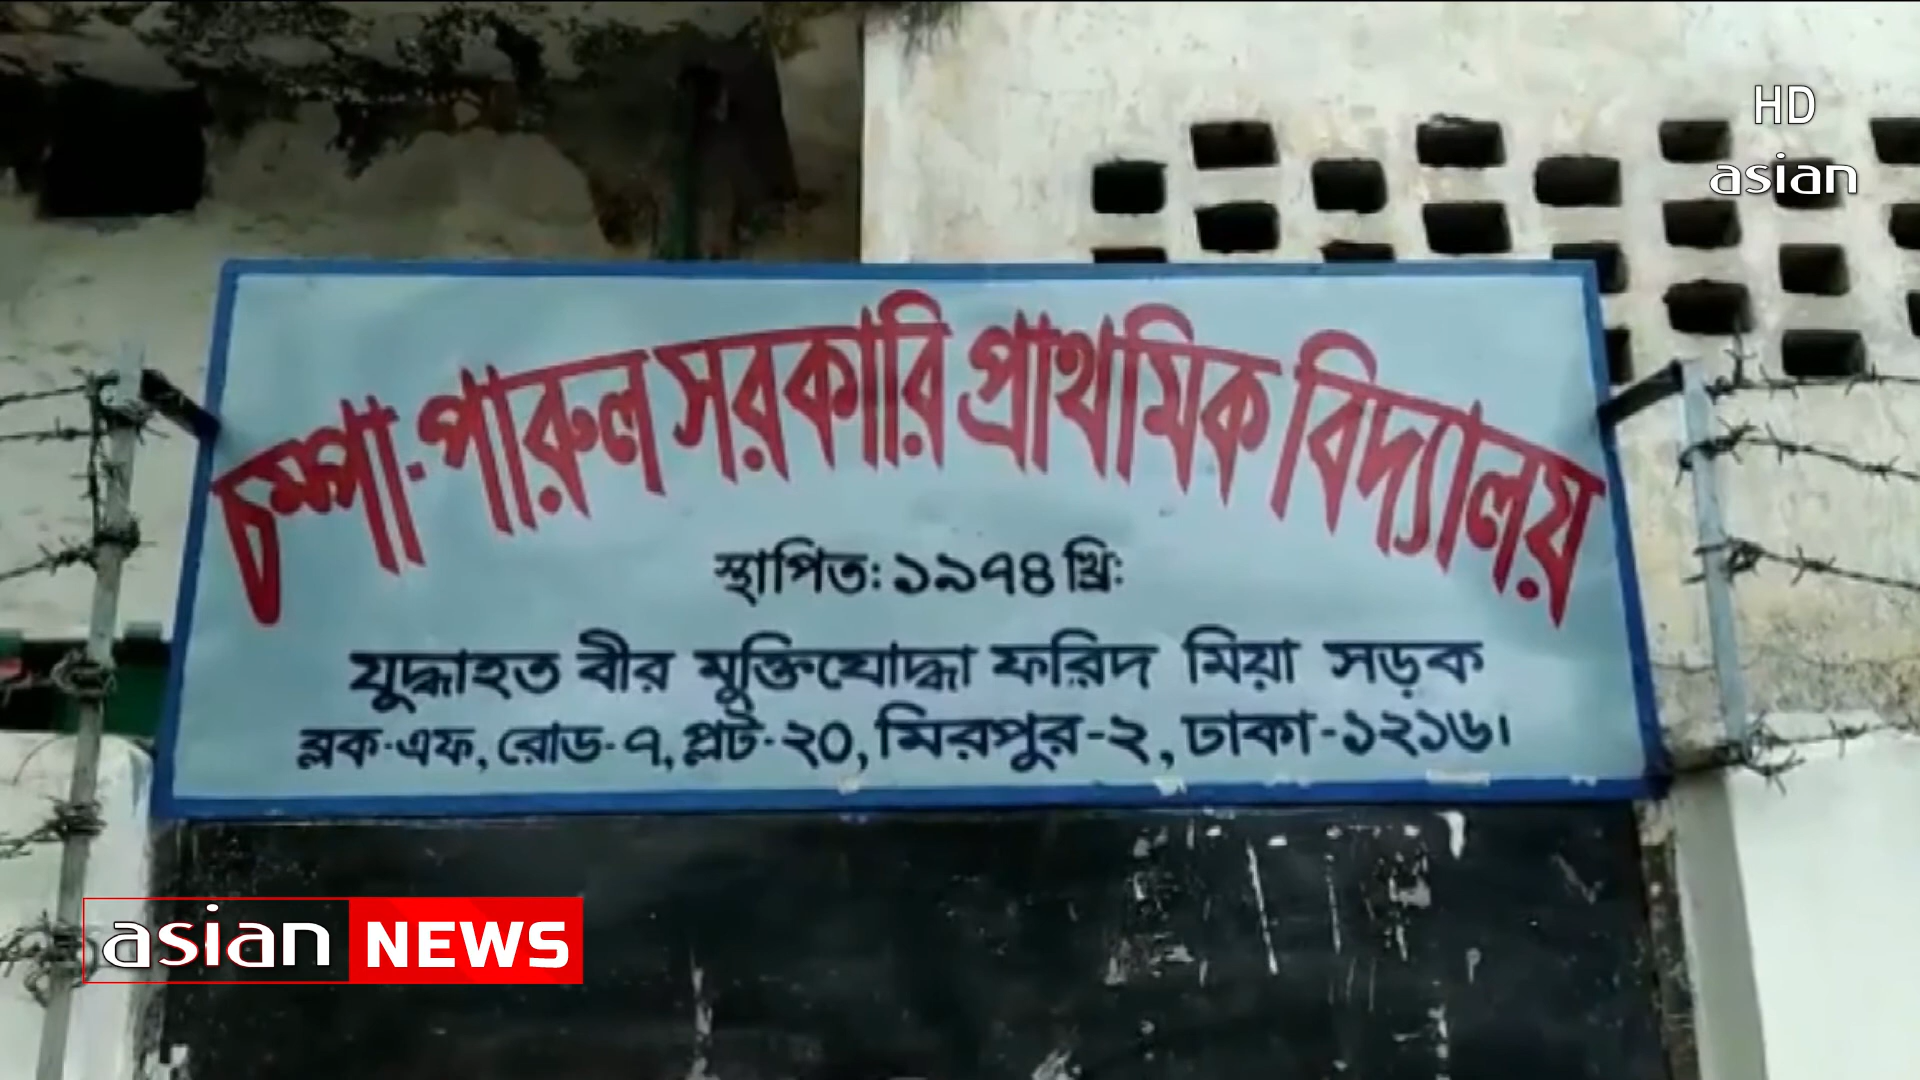 HD
asian
চম্পা-পারুল সরকারি প্রাথমিক বিদ্যালয়
স্থাপিত: ১৯৭৪ খ্রি:
যুদ্ধাহত বীর মুক্তিযোদ্ধা ফরিদ মিয়া সড়ক
ব্লক-এফ, রোড-৭, প্লট-২০, মিরপুর-২, ঢাকা-১২১৬।
asian NEWS